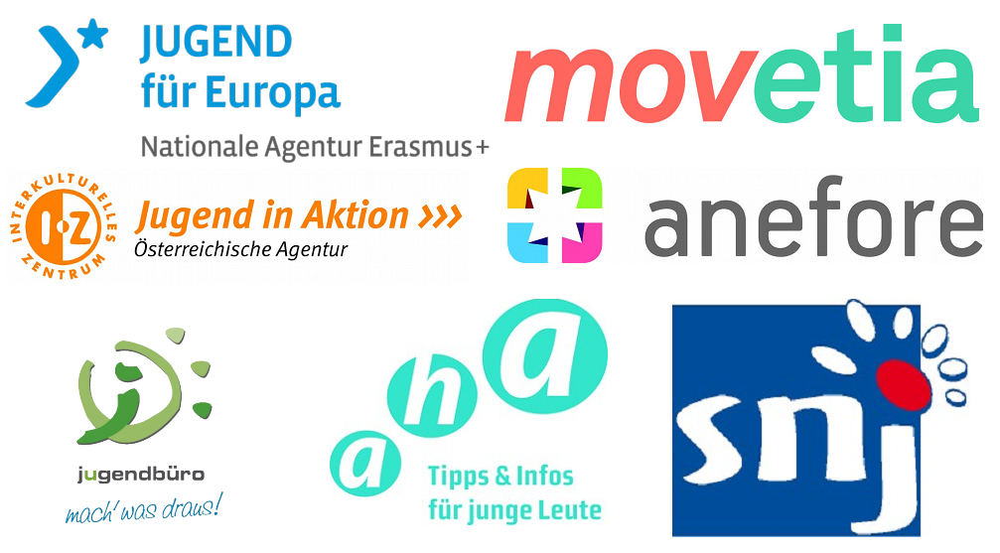 JUGEND
für Europa
Nationale Agentur Erasmus+
movetia
INTERKULTURELLES
ZENTRUM
I·Z
Jugend in Aktion >>>
Österreichische Agentur
anefore
jugendbüro
mach' was draus!
aha
Tipps & Infos
für junge Leute
snj